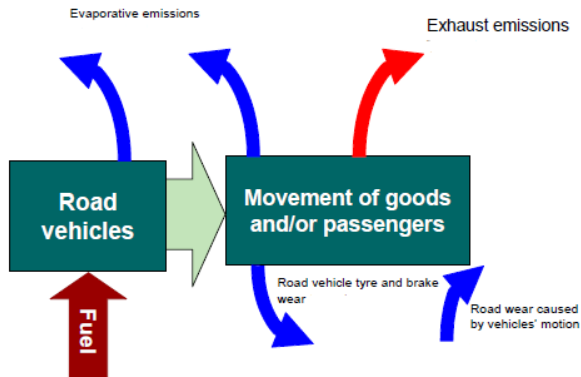 Evaporative emissions
Exhaust emissions
Road
vehicles
Movement of goods
and/or passengers
Road vehicle tyre and brake
wear
Road wear caused
by vehicles' motion
Fuel